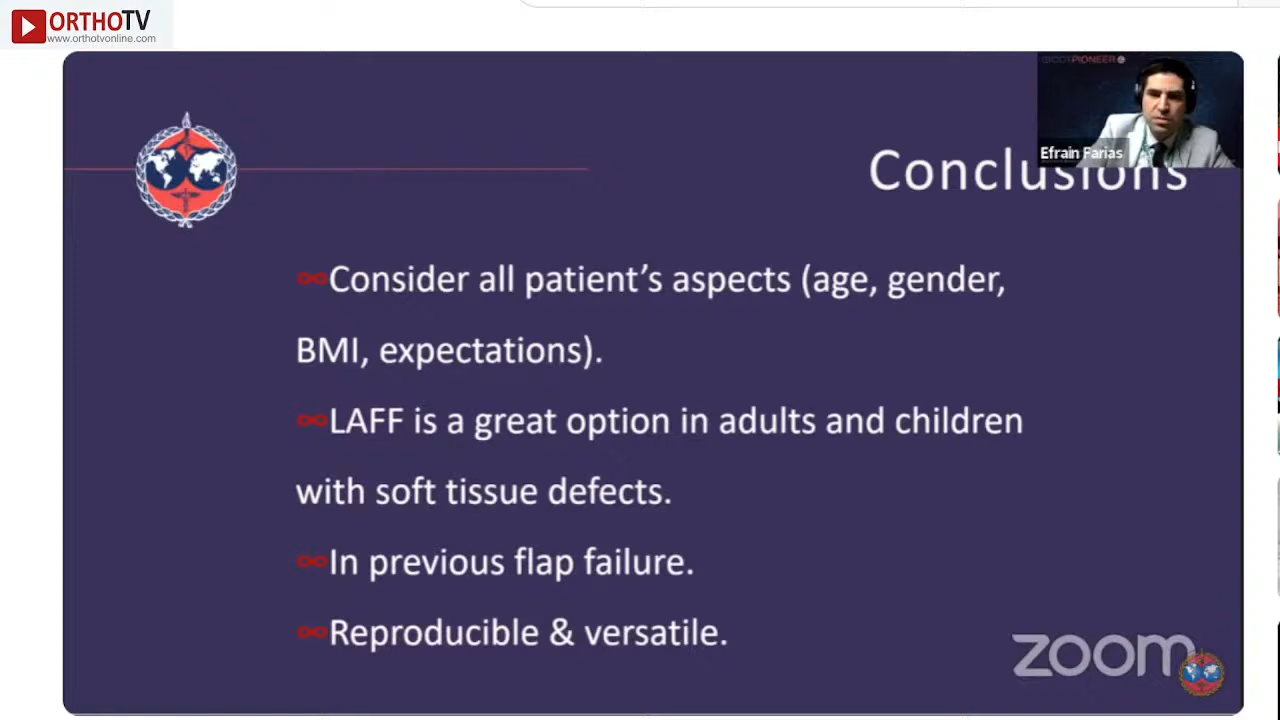 ORTHOTV
www.orthotvonline.com
PIONEER
Efrain Farias
Conclusions
∞Consider all patient's aspects (age, gender,
BMI, expectations).
∞LAFF is a great option in adults and children
with soft tissue defects.
∞In previous flap failure.
∞Reproducible & versatile.
zoom